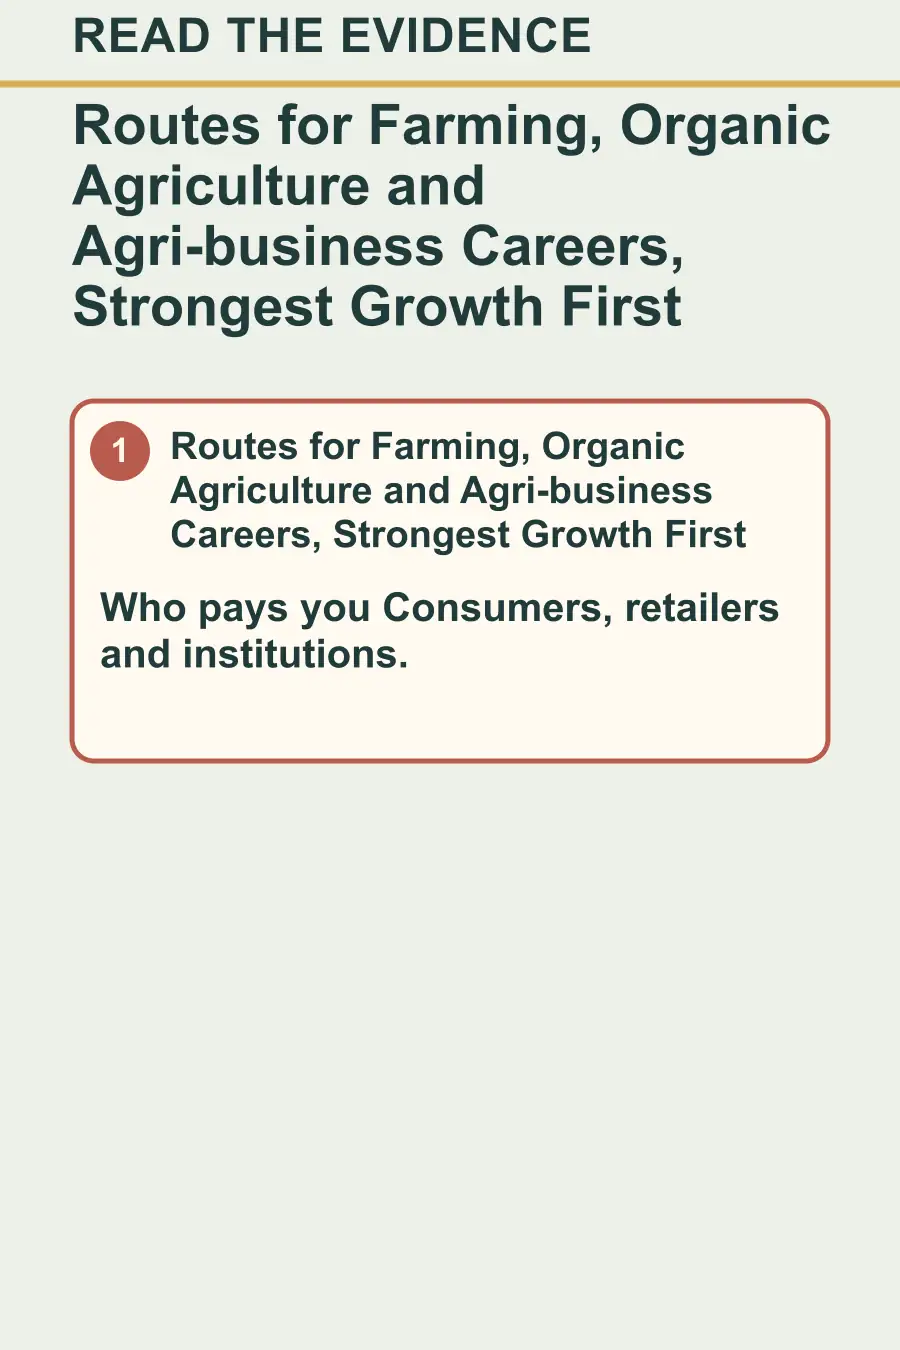 READ THE EVIDENCE
Routes for Farming, Organic
Agriculture and
Agri-business Careers,
Strongest Growth First
1
Routes for Farming, Organic
Agriculture and Agri-business
Careers, Strongest Growth First
Who pays you Consumers, retailers
and institutions.